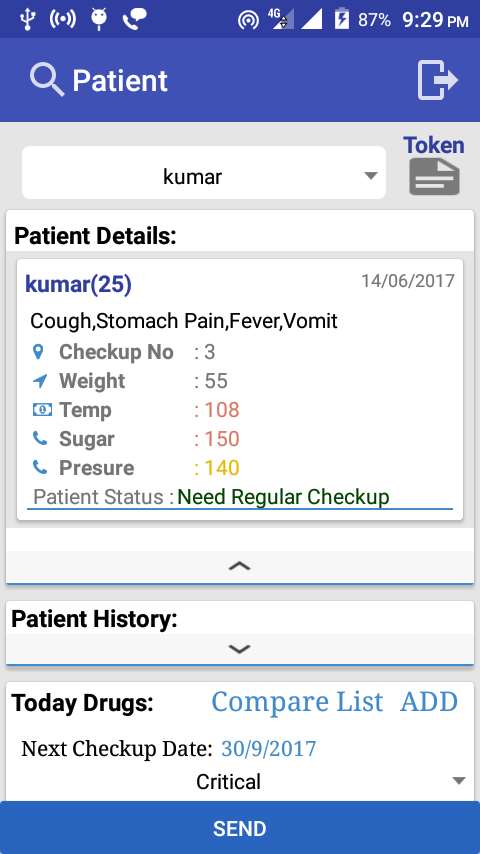 4G 87% 9:29 PM
Patient
Token
kumar
Patient Details:
kumar(25) 14/06/2017
Cough,Stomach Pain,Fever,Vomit
Checkup No : 3
Weight : 55
Temp : 108
Sugar : 150
Presure : 140
Patient Status : Need Regular Checkup
Patient History:
Today Drugs: Compare List ADD
Next Checkup Date: 30/9/2017
Critical
SEND